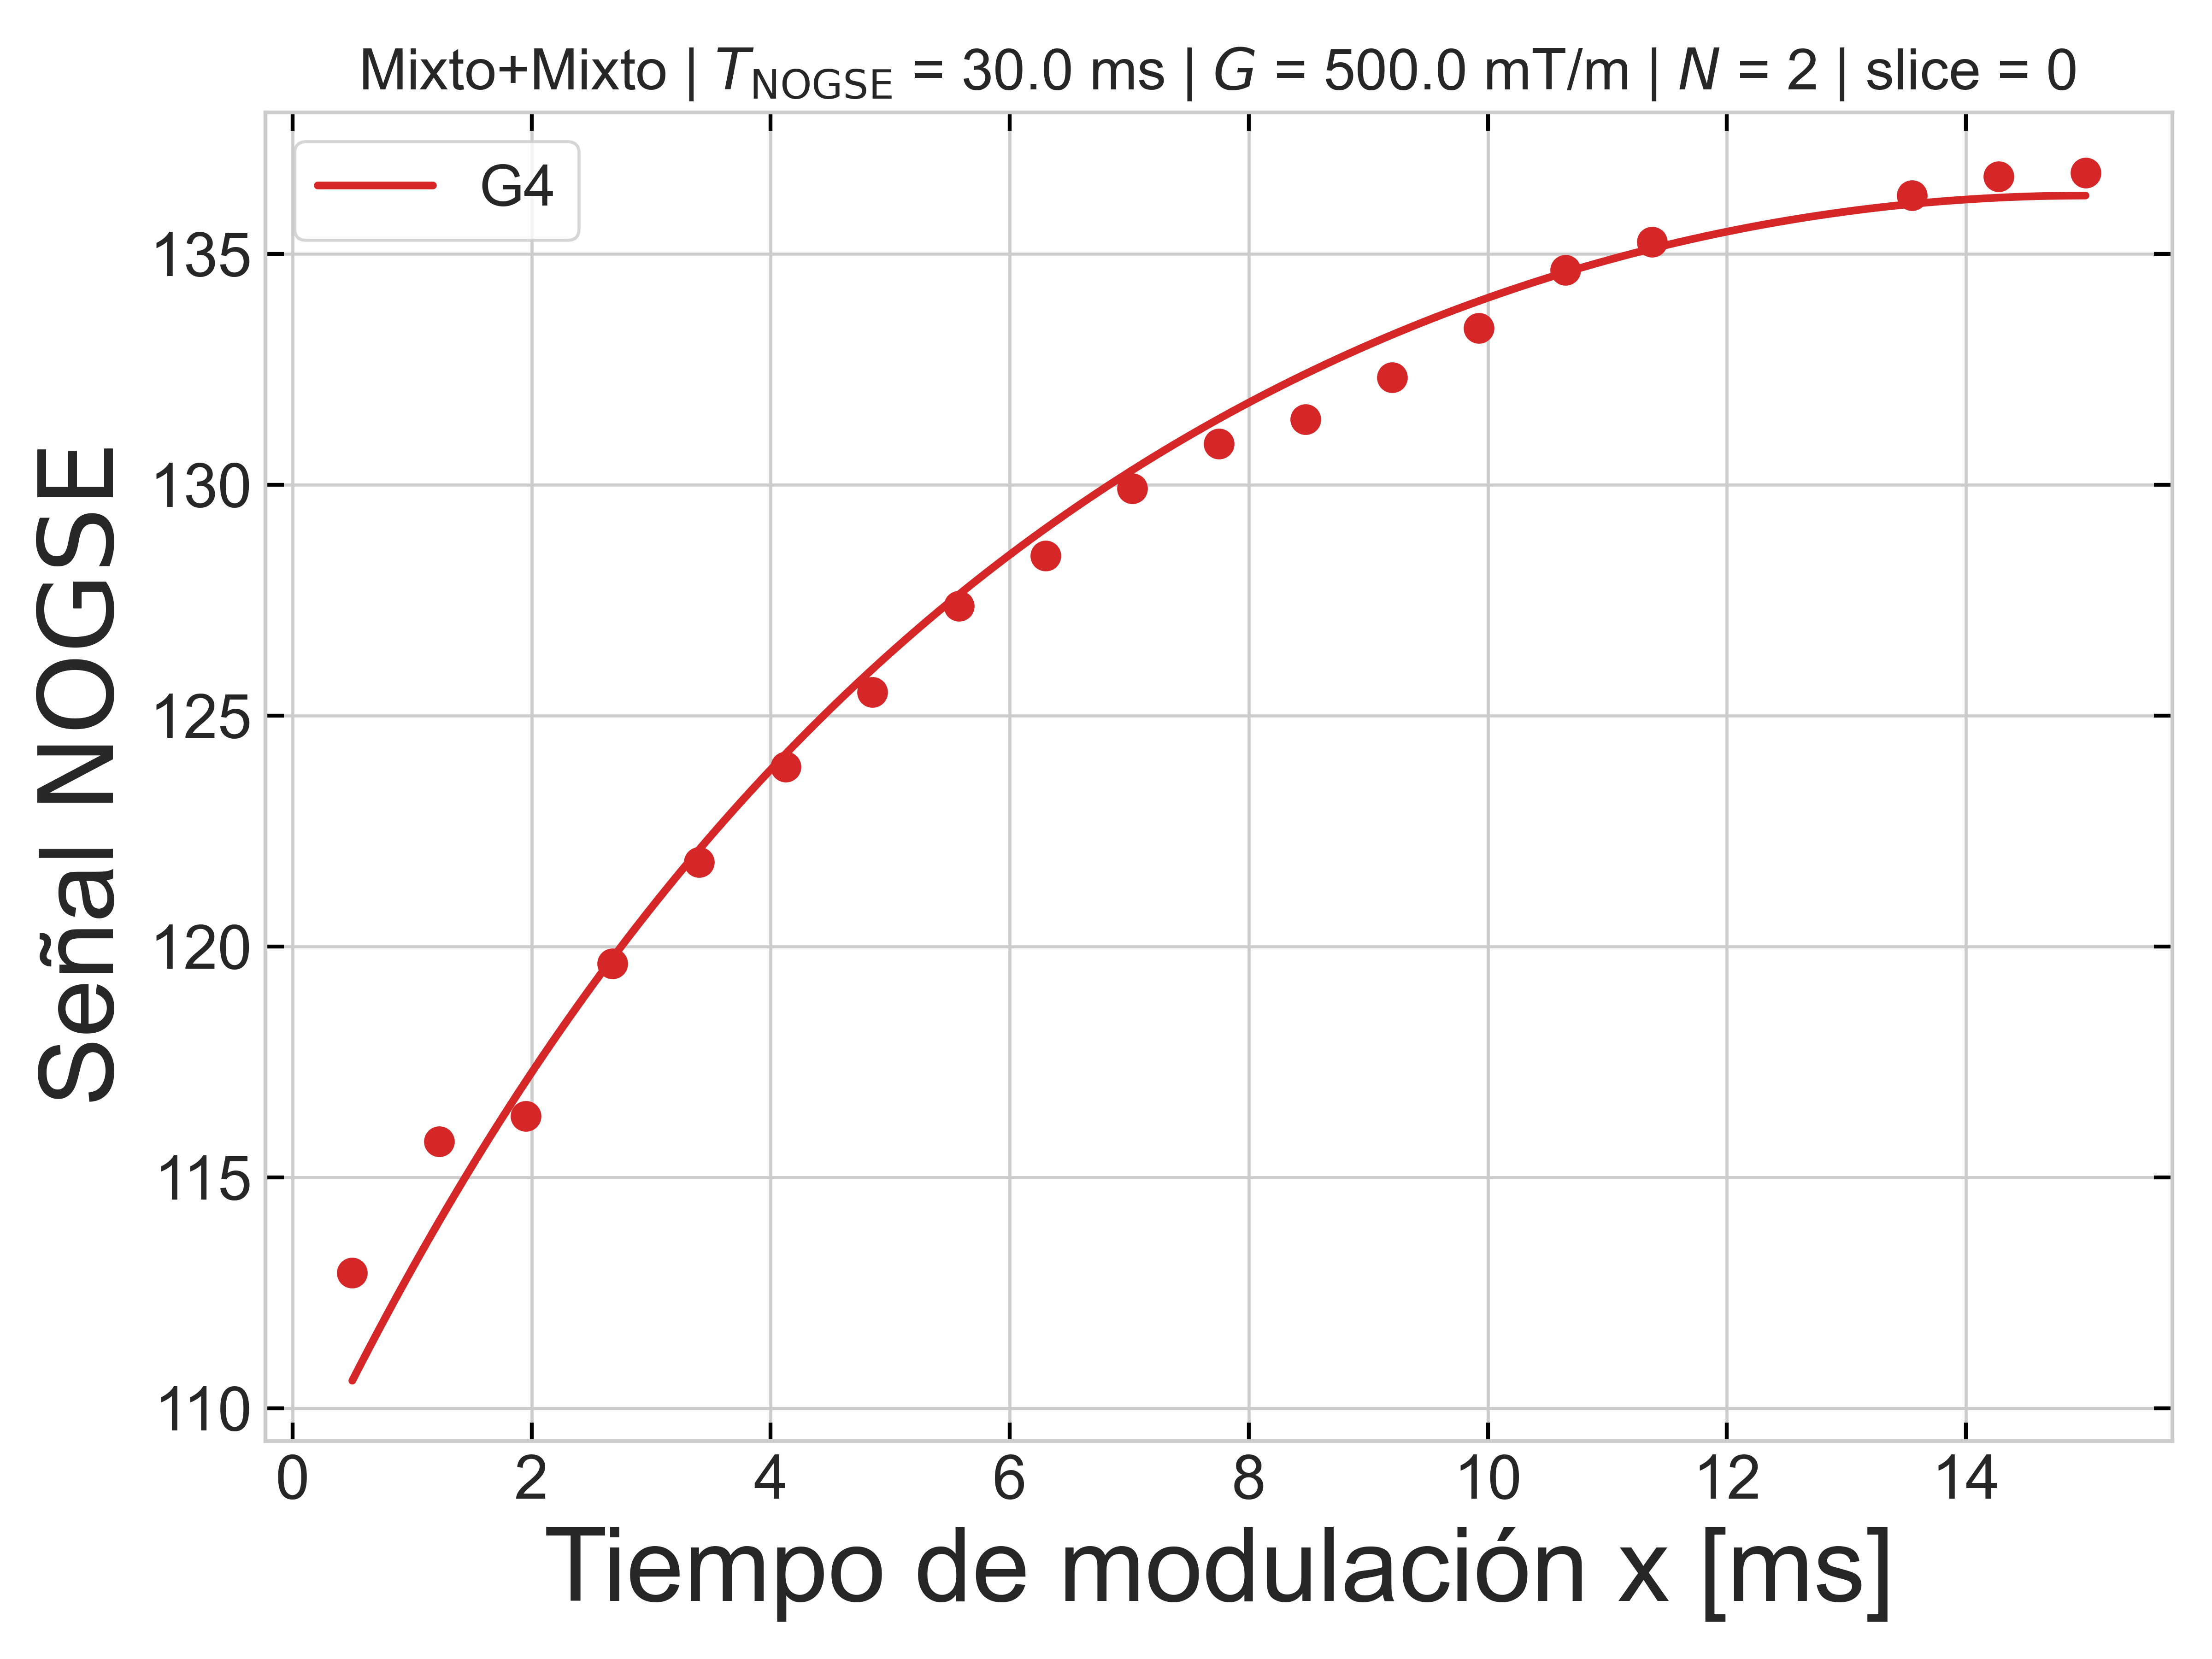 Mixto+Mixto | T_NOGSE = 30.0 ms | G = 500.0 mT/m | N = 2 | slice = 0
G4
135
130
125
120
115
110
Señal NOGSE
0 2 4 6 8 10 12 14
Tiempo de modulación x [ms]